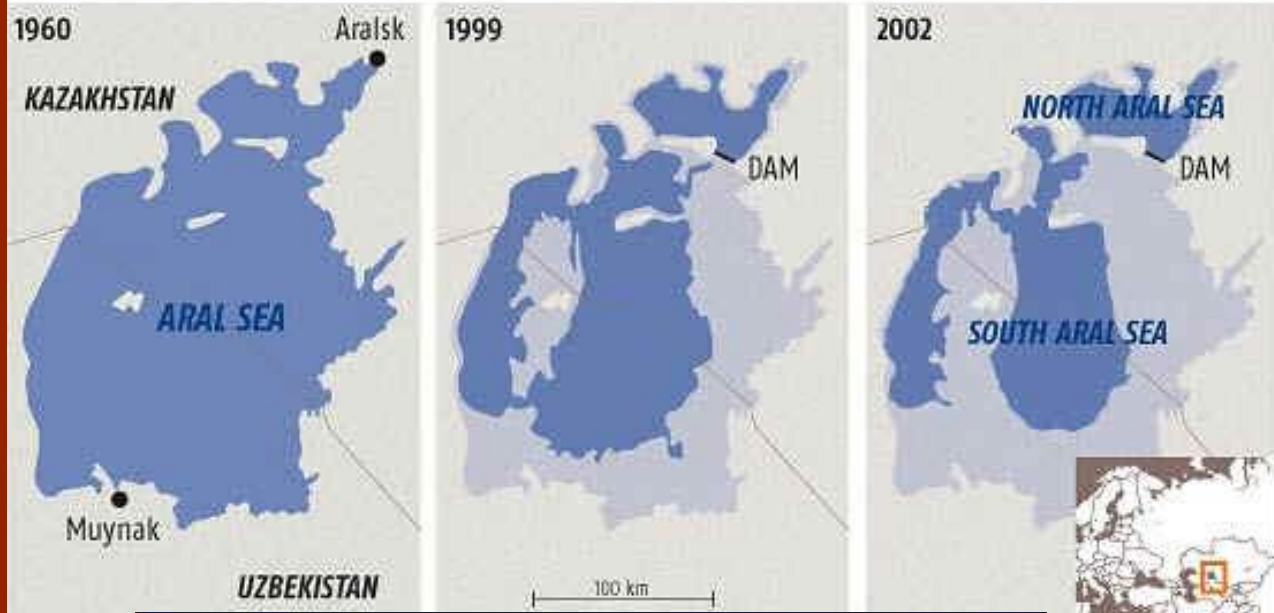 1960
Aralsk
KAZAKHSTAN
ARAL SEA
Muynak
UZBEKISTAN
1999
DAM
100 km
2002
NORTH ARAL SEA
DAM
SOUTH ARAL SEA